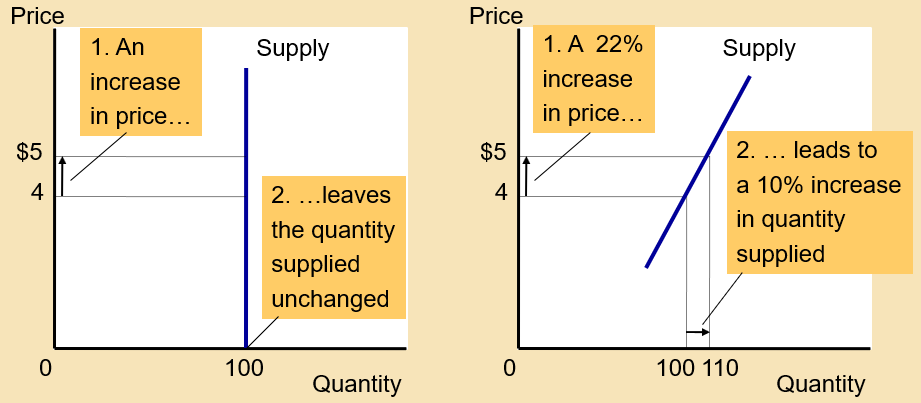 Price
1. An
increase
in price…
Supply
$5
4
2. …leaves
the quantity
supplied
unchanged
0
100
Quantity
Price
1. A  22%
increase
in price…
Supply
$5
4
2. … leads to
a 10% increase
in quantity
supplied
0
100 110
Quantity